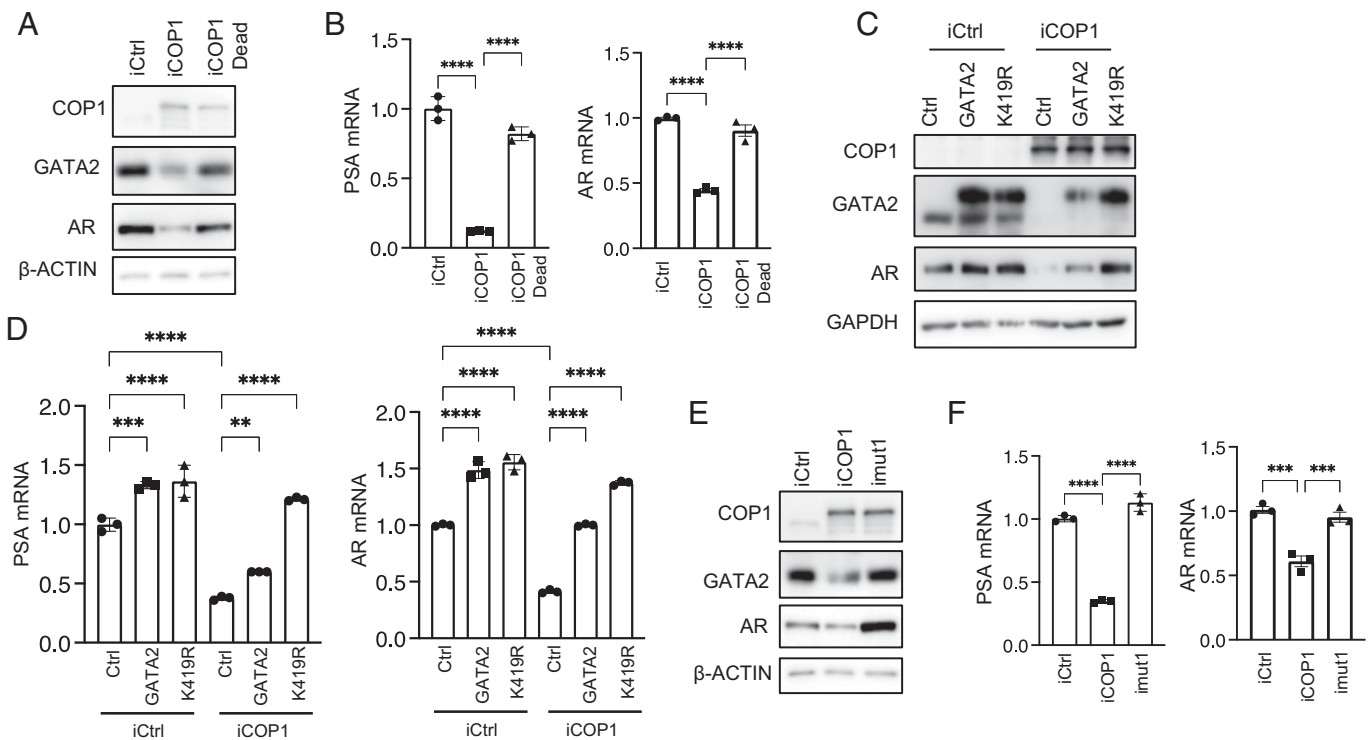 A
iCtrl
iCOP1
iCOP1
Dead
COP1
GATA2
AR
β-ACTIN
B
PSA mRNA
1.5
1.0
0.5
0.0
****
****
iCtrl
iCOP1
iCOP1
Dead
AR mRNA
1.5
1.0
0.5
0.0
****
****
iCtrl
iCOP1
iCOP1
Dead
C
iCtrl
iCOP1
Ctrl
GATA2
K419R
Ctrl
GATA2
K419R
COP1
GATA2
AR
GAPDH
D
PSA mRNA
2.0
1.5
1.0
0.5
0.0
****
****
****
***
**
Ctrl
GATA2
K419R
Ctrl
GATA2
K419R
iCtrl
iCOP1
AR mRNA
2.0
1.5
1.0
0.5
0.0
****
****
****
****
****
Ctrl
GATA2
K419R
Ctrl
GATA2
K419R
iCtrl
iCOP1
E
iCtrl
iCOP1
imut1
COP1
GATA2
AR
β-ACTIN
F
PSA mRNA
1.5
1.0
0.5
0.0
****
****
iCtrl
iCOP1
imut1
AR mRNA
1.5
1.0
0.5
0.0
***
***
iCtrl
iCOP1
imut1